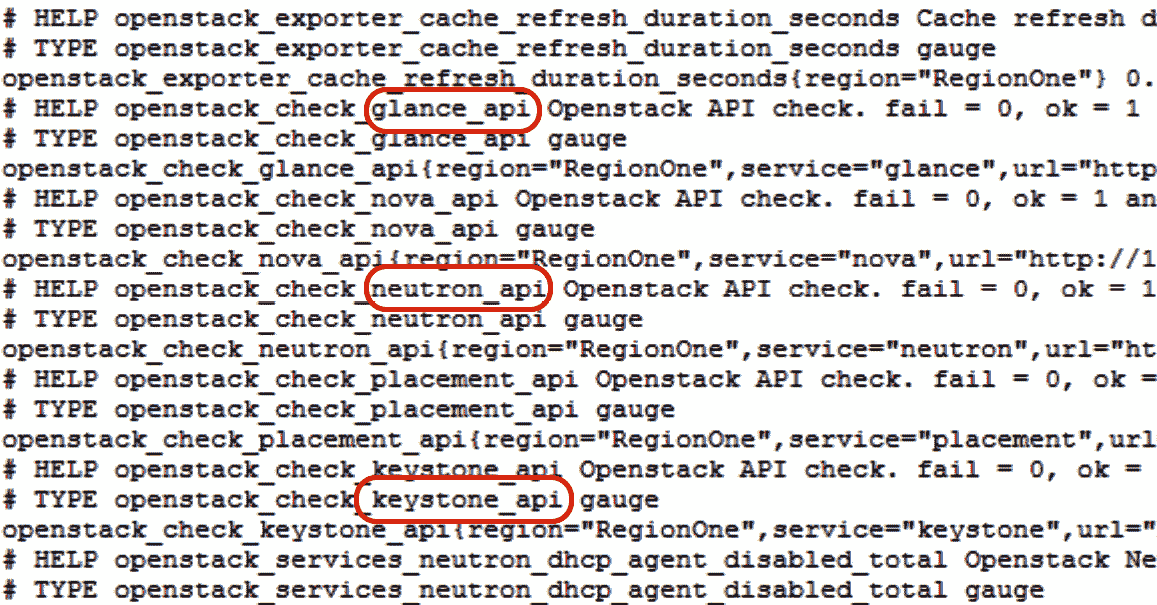 # HELP openstack_exporter_cache_refresh_duration_seconds Cache refresh d
# TYPE openstack_exporter_cache_refresh_duration_seconds gauge
openstack_exporter_cache_refresh_duration_seconds{region="RegionOne"} 0.
# HELP openstack_check_glance_api Openstack API check. fail = 0, ok = 1
# TYPE openstack_check_glance_api gauge
openstack_check_glance_api{region="RegionOne",service="glance",url="http
# HELP openstack_check_nova_api Openstack API check. fail = 0, ok = 1 an
# TYPE openstack_check_nova_api gauge
openstack_check_nova_api{region="RegionOne",service="nova",url="http://1
# HELP openstack_check_neutron_api Openstack API check. fail = 0, ok = 1
# TYPE openstack_check_neutron_api gauge
openstack_check_neutron_api{region="RegionOne",service="neutron",url="ht
# HELP openstack_check_placement_api Openstack API check. fail = 0, ok =
# TYPE openstack_check_placement_api gauge
openstack_check_placement_api{region="RegionOne",service="placement",url
# HELP openstack_check_keystone_api Openstack API check. fail = 0, ok =
# TYPE openstack_check_keystone_api gauge
openstack_check_keystone_api{region="RegionOne",service="keystone",url="
# HELP openstack_services_neutron_dhcp_agent_disabled_total Openstack Ne
# TYPE openstack_services_neutron_dhcp_agent_disabled_total gauge